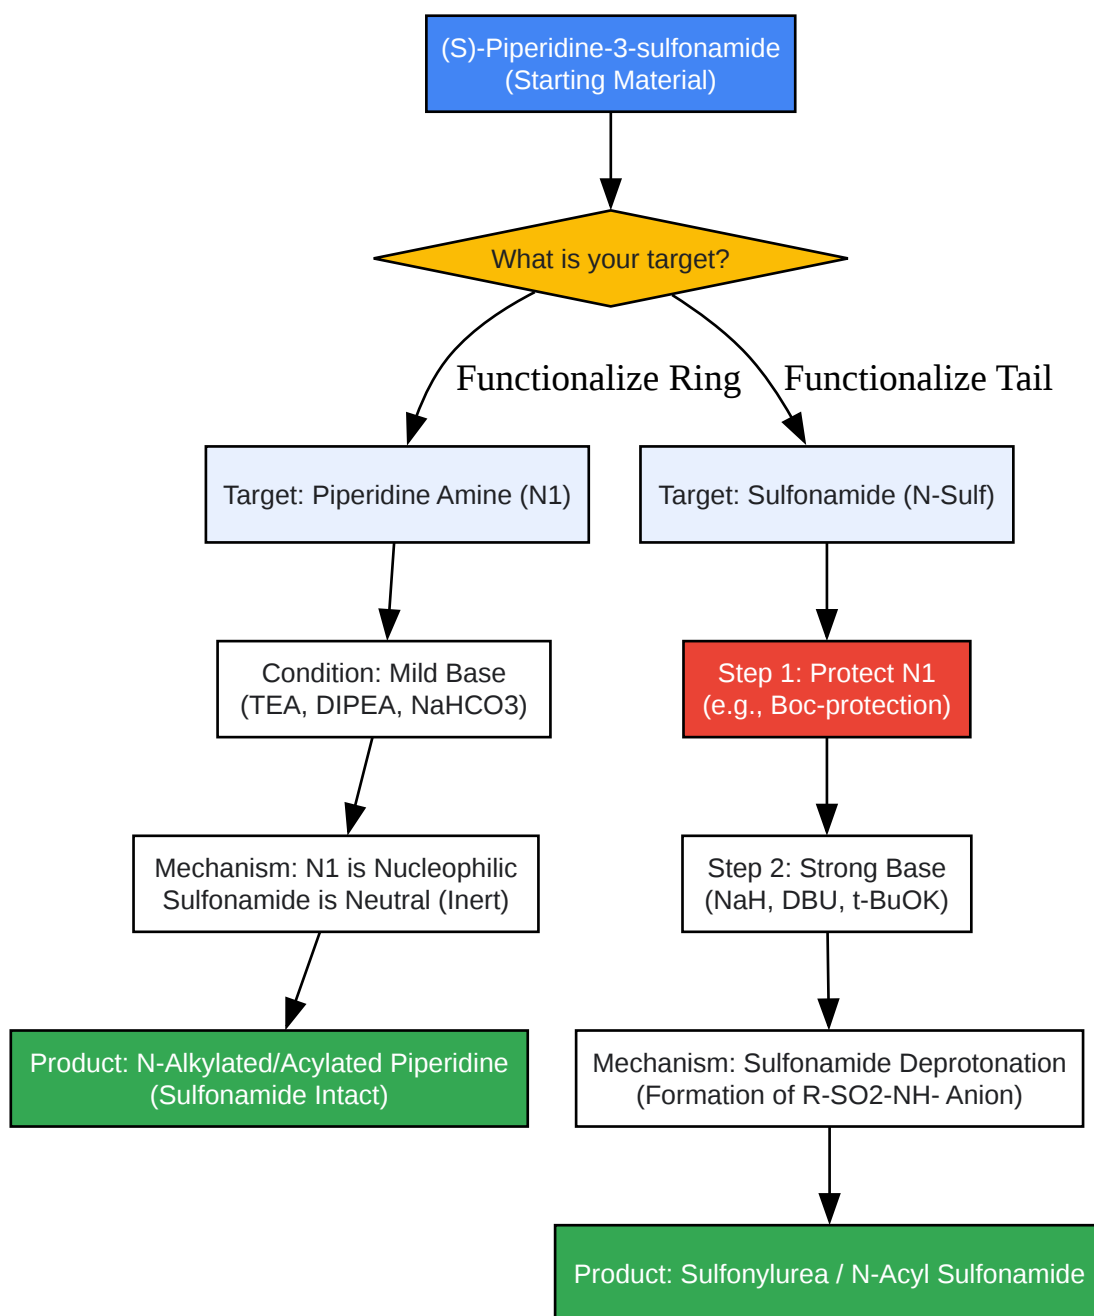 (S)-Piperidine-3-sulfonamide
(Starting Material)
What is your target?
Functionalize Ring
Functionalize Tail
Target: Piperidine Amine (N1)
Target: Sulfonamide (N-Sulf)
Condition: Mild Base
(TEA, DIPEA, NaHCO3)
Step 1: Protect N1
(e.g., Boc-protection)
Mechanism: N1 is Nucleophilic
Sulfonamide is Neutral (Inert)
Step 2: Strong Base
(NaH, DBU, t-BuOK)
Product: N-Alkylated/Acylated Piperidine
(Sulfonamide Intact)
Mechanism: Sulfonamide Deprotonation
(Formation of R-SO2-NH- Anion)
Product: Sulfonylurea / N-Acyl Sulfonamide